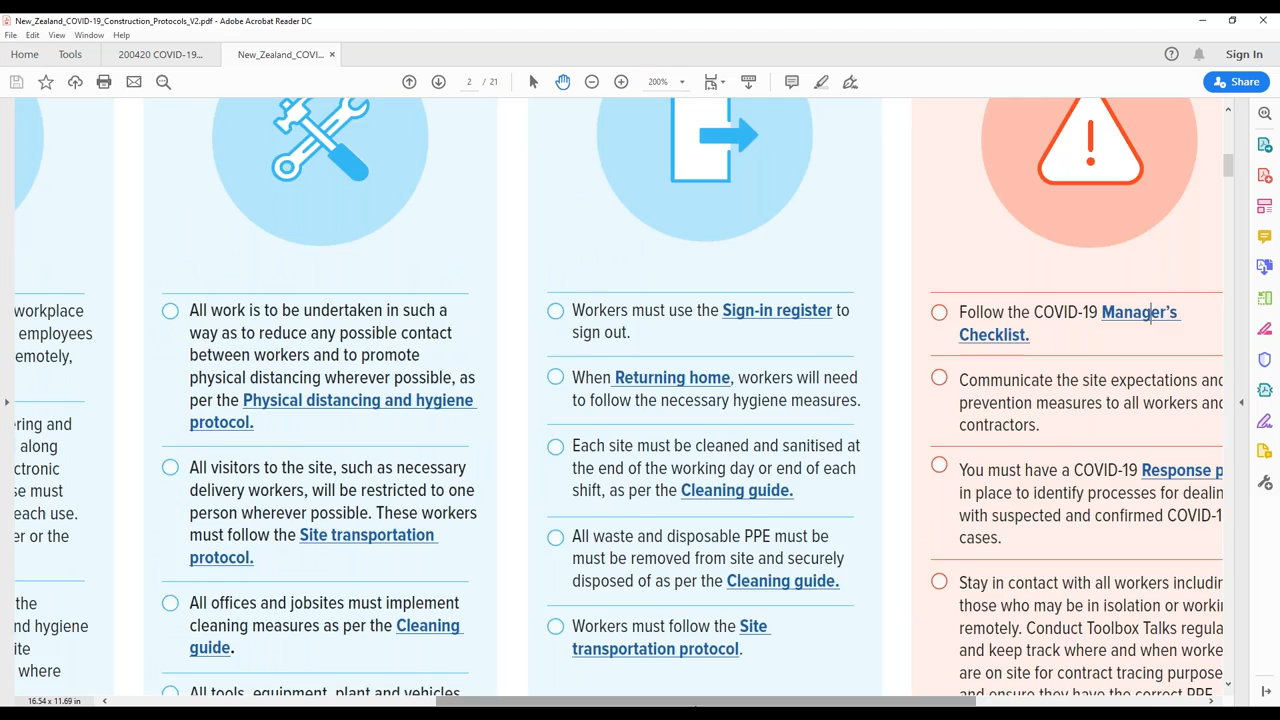 New_Zealand_COVID-19_Construction_Protocols_V2.pdf - Adobe Acrobat Reader DC
File Edit View Window Help
Home Tools 200420 COVID-19... New_Zealand_COVI... × Sign In
2 / 21 200% Share
workplace
employees
emotely,
ering and
along
ctronic
se must
each use.
er or the
the
nd hygiene
ite
where
All work is to be undertaken in such a
way as to reduce any possible contact
between workers and to promote
physical distancing wherever possible, as
per the Physical distancing and hygiene
protocol.
All visitors to the site, such as necessary
delivery workers, will be restricted to one
person wherever possible. These workers
must follow the Site transportation
protocol.
All offices and jobsites must implement
cleaning measures as per the Cleaning
guide.
All tools, equipment, plant and vehicles
Workers must use the Sign-in register to
sign out.
When Returning home, workers will need
to follow the necessary hygiene measures.
Each site must be cleaned and sanitised at
the end of the working day or end of each
shift, as per the Cleaning guide.
All waste and disposable PPE must be
must be removed from site and securely
disposed of as per the Cleaning guide.
Workers must follow the Site
transportation protocol.
Follow the COVID-19 Manager’s
Checklist.
Communicate the site expectations and
prevention measures to all workers and
contractors.
You must have a COVID-19 Response p
in place to identify processes for dealin
with suspected and confirmed COVID-1
cases.
Stay in contact with all workers includin
those who may be in isolation or workin
remotely. Conduct Toolbox Talks regula
and keep track where and when worke
are on site for contract tracing purpose
and ensure they have the correct PPE
16.54 x 11.69 in